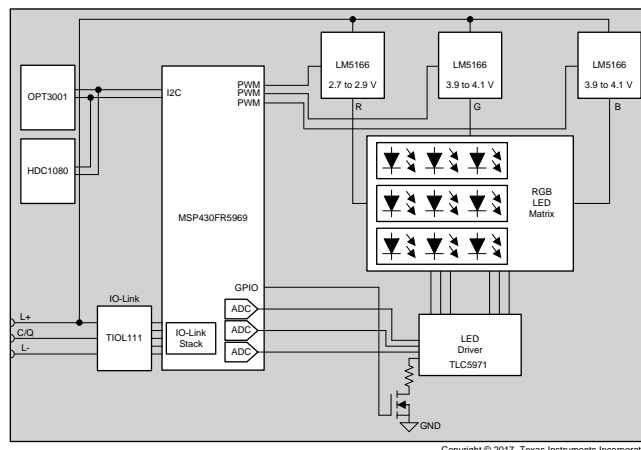 LM5166
2.7 to 2.9 V
LM5166
3.9 to 4.1 V
LM5166
3.9 to 4.1 V
OPT3001
HDC1080
I2C
PWM
PWM
PWM
R
G
B
MSP430FR5969
RGB
LED
Matrix
GPIO
ADC
ADC
ADC
IO-Link
L+
C/Q
L-
TIOL111
IO-Link
Stack
LED
Driver
TLC5971
GND
Copyright © 2017, Texas Instruments